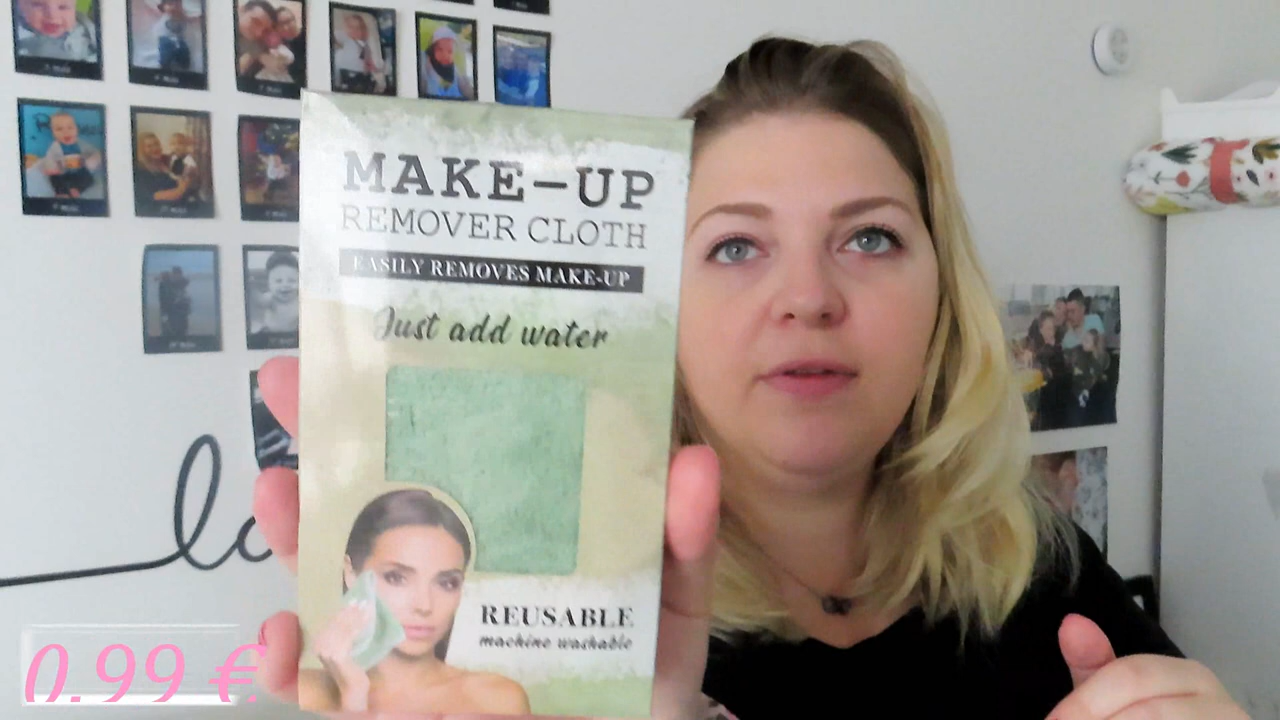 MAKE-UP
REMOVER CLOTH
EASILY REMOVES MAKE-UP
Just add water
REUSABLE
machine washable
0.99 €